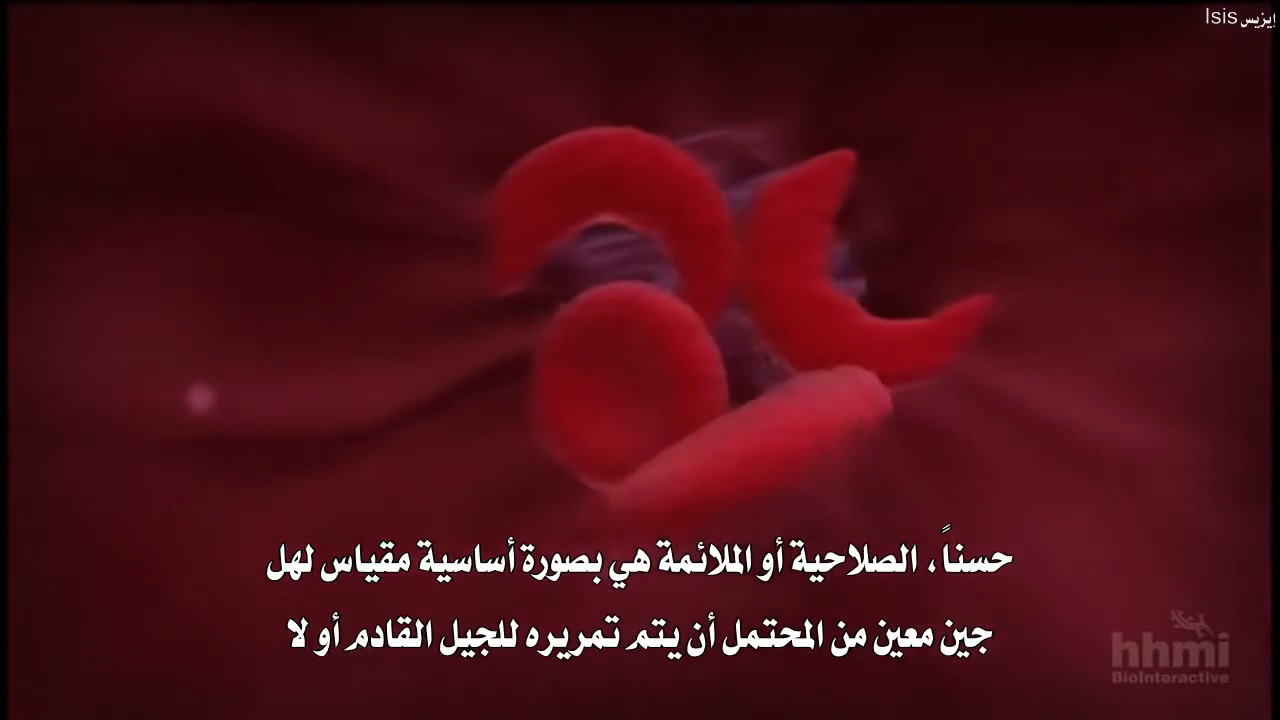 إيزيس Isis
حسناً، الصلاحية أو الملائمة هي بصورة أساسية مقياس لهل
جين معين من المحتمل أن يتم تمريره للجيل القادم أو لا
hhmi
BioInteractive